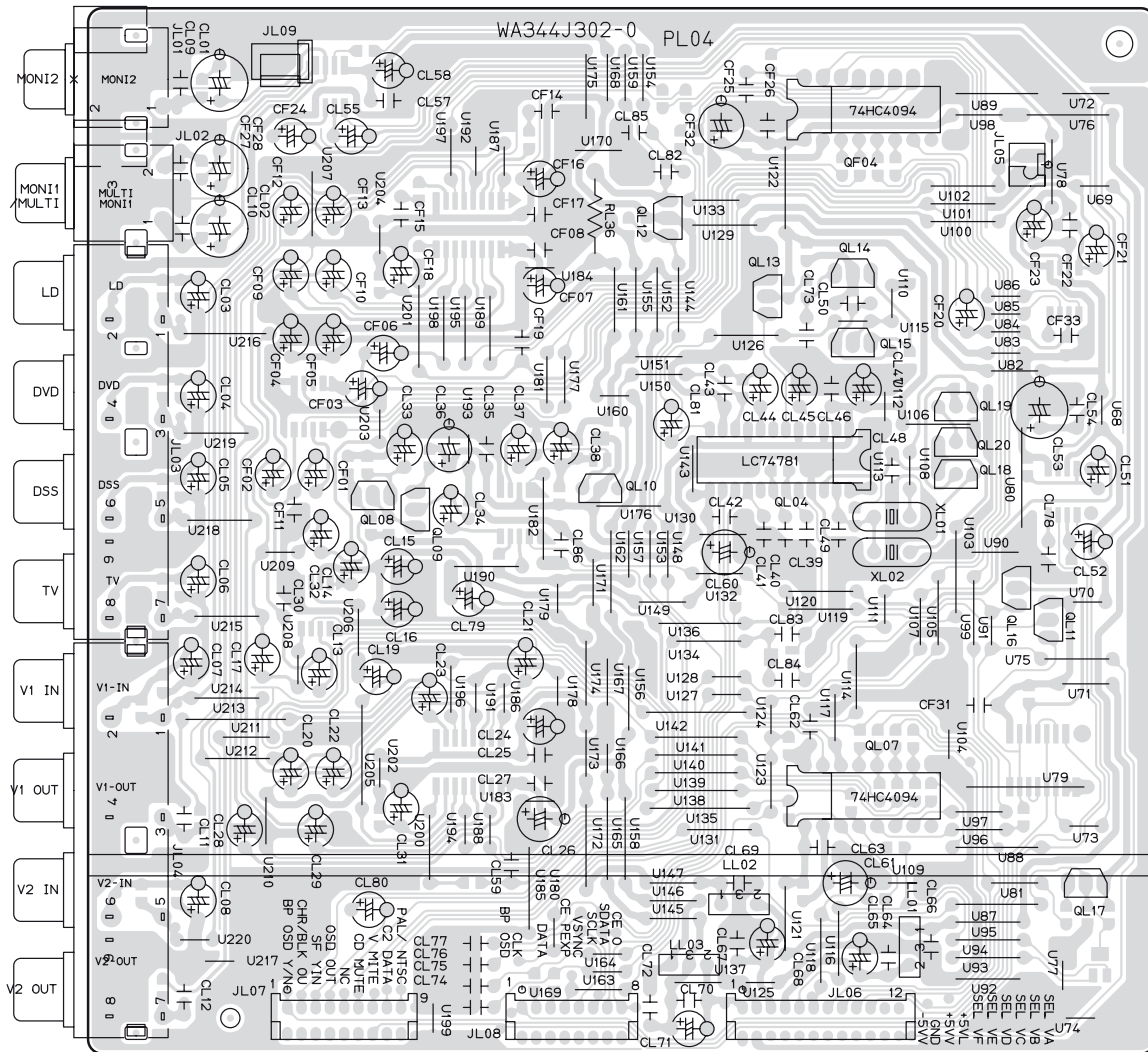 WA344J302-0
PL04
MONI2
MONI1
/MULTI
LD
DVD
DSS
TV
V1 IN
V1 OUT
V2 IN
V2 OUT
MONI2
MULTI
MONI1
LD
DVD
DSS
TV
V1-IN
V1-OUT
V2-IN
V2-OUT
JL01
CL09
CL01
JL09
CL58
CL57
CF24
CL55
JL02
CF27
CF28
CF12
CL02
CL10
U207
CF13
U204
CF15
U197
U192
U187
CF14
CF16
CF17
CF08
U184
CF07
U175
U168
U159
U154
CL85
U170
CL82
RL36
QL12
CF25
CF26
CF32
74HC4094
QF04
U122
U133
U129
U89
U98
U72
U76
JL05
U78
U69
U102
U101
U100
CF23
CF22
CF21
CL03
CF09
CF10
CF18
U216
CF04
CF05
CF06
U201
U198
U195
U189
CF19
U161
U155
U152
U144
QL13
QL14
CL73
CL50
U110
QL15
U115
U126
CF20
U86
U85
U84
U83
U82
CF33
CL04
CF03
U203
CL33
CL36
U193
CL35
CL37
U181
U177
CL38
U160
U151
U150
CL81
CL43
CL44
CL45
CL46
CL47
U112
U106
QL19
QL20
QL18
CL53
CL54
U68
CL51
U219
JL03
CL05
CF02
CF01
CF11
QL08
QL09
CL34
U182
QL10
U176
U143
LC74781
CL48
U113
U108
U80
U218
U209
CL32
CL14
CL15
CL86
U162
U157
U153
U148
U130
CL42
QL04
CL49
CL39
CL40
CL41
CL60
U132
XL01
XL02
U103
U90
CL78
CL52
CL06
CL30
U208
CL13
U206
CL16
U190
CL79
U179
U171
U149
U120
U119
U111
U107
U105
U99
U91
QL16
QL11
U70
U215
CL07
CL17
CL19
CL23
CL21
U136
U134
CL83
CL84
U75
U71
U214
U213
U211
U212
U196
U191
U186
U178
U174
U167
U156
U128
U127
U142
U124
CL62
U117
U114
CF31
U104
CL20
CL22
U205
U202
CL24
CL25
CL27
U183
U173
U166
U141
U140
U139
U138
U135
U131
U123
QL07
74HC4094
U79
U97
U96
U73
U88
CL11
CL28
JL04
U210
CL29
CL31
U200
U194
U188
CL59
CL26
U172
U165
U158
CL69
CL63
CL61
U109
CL08
U220
U217
CL12
CL80
U185
U180
U147
U146
U145
LL02
U121
CL68
CL67
LL03
U137
CL72
CL70
CL71
U118
U116
CL65
CL64
LL01
CL66
U81
U87
U95
U94
U93
U92
QL17
U77
U74
BP OSD Y/N
CHR/BLK OU
SF YIN
OSD OUT
NC
CD MUTE
V MITE
C2 DATA
PAL/ NTSC
CL77
CL76
CL75
CL74
BP OSD
CLK
DATA
CE PEXP
VSYNC
SCLK
SDATA
CE O
U164
U163
JL07
9
U199
JL08
1
U169
8
1
U125
JL06
12
-5V
GND
+5VV
+5VL
SEL VF
SEL VE
SEL VD
SEL VC
SEL VB
SEL VA